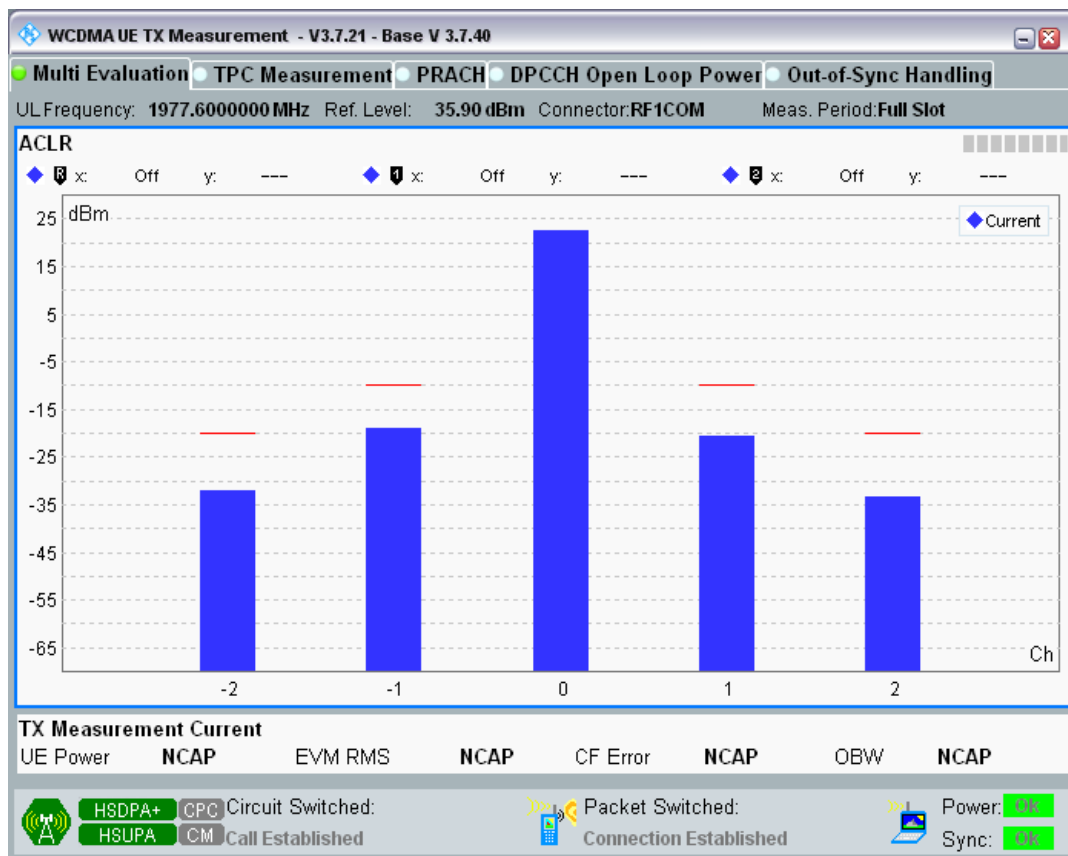 WCDMA UE TX Measurement - V3.7.21 - Base V 3.7.40
Multi Evaluation TPC Measurement PRACH DPCCH Open Loop Power Out-of-Sync Handling
UL Frequency: 1977.6000000 MHz Ref. Level: 35.90 dBm Connector:RF1COM Meas. Period:Full Slot
ACLR
R x: Off y: --- 1 x: Off y: --- 2 x: Off y: ---
dBm
Current
25
15
5
-5
-15
-25
-35
-45
-55
-65
Ch
-2 -1 0 1 2
TX Measurement Current
UE Power NCAP EVM RMS NCAP CF Error NCAP OBW NCAP
HSDPA+ CPC Circuit Switched: Packet Switched: Power: OK
HSUPA CM Call Established Connection Established Sync: OK